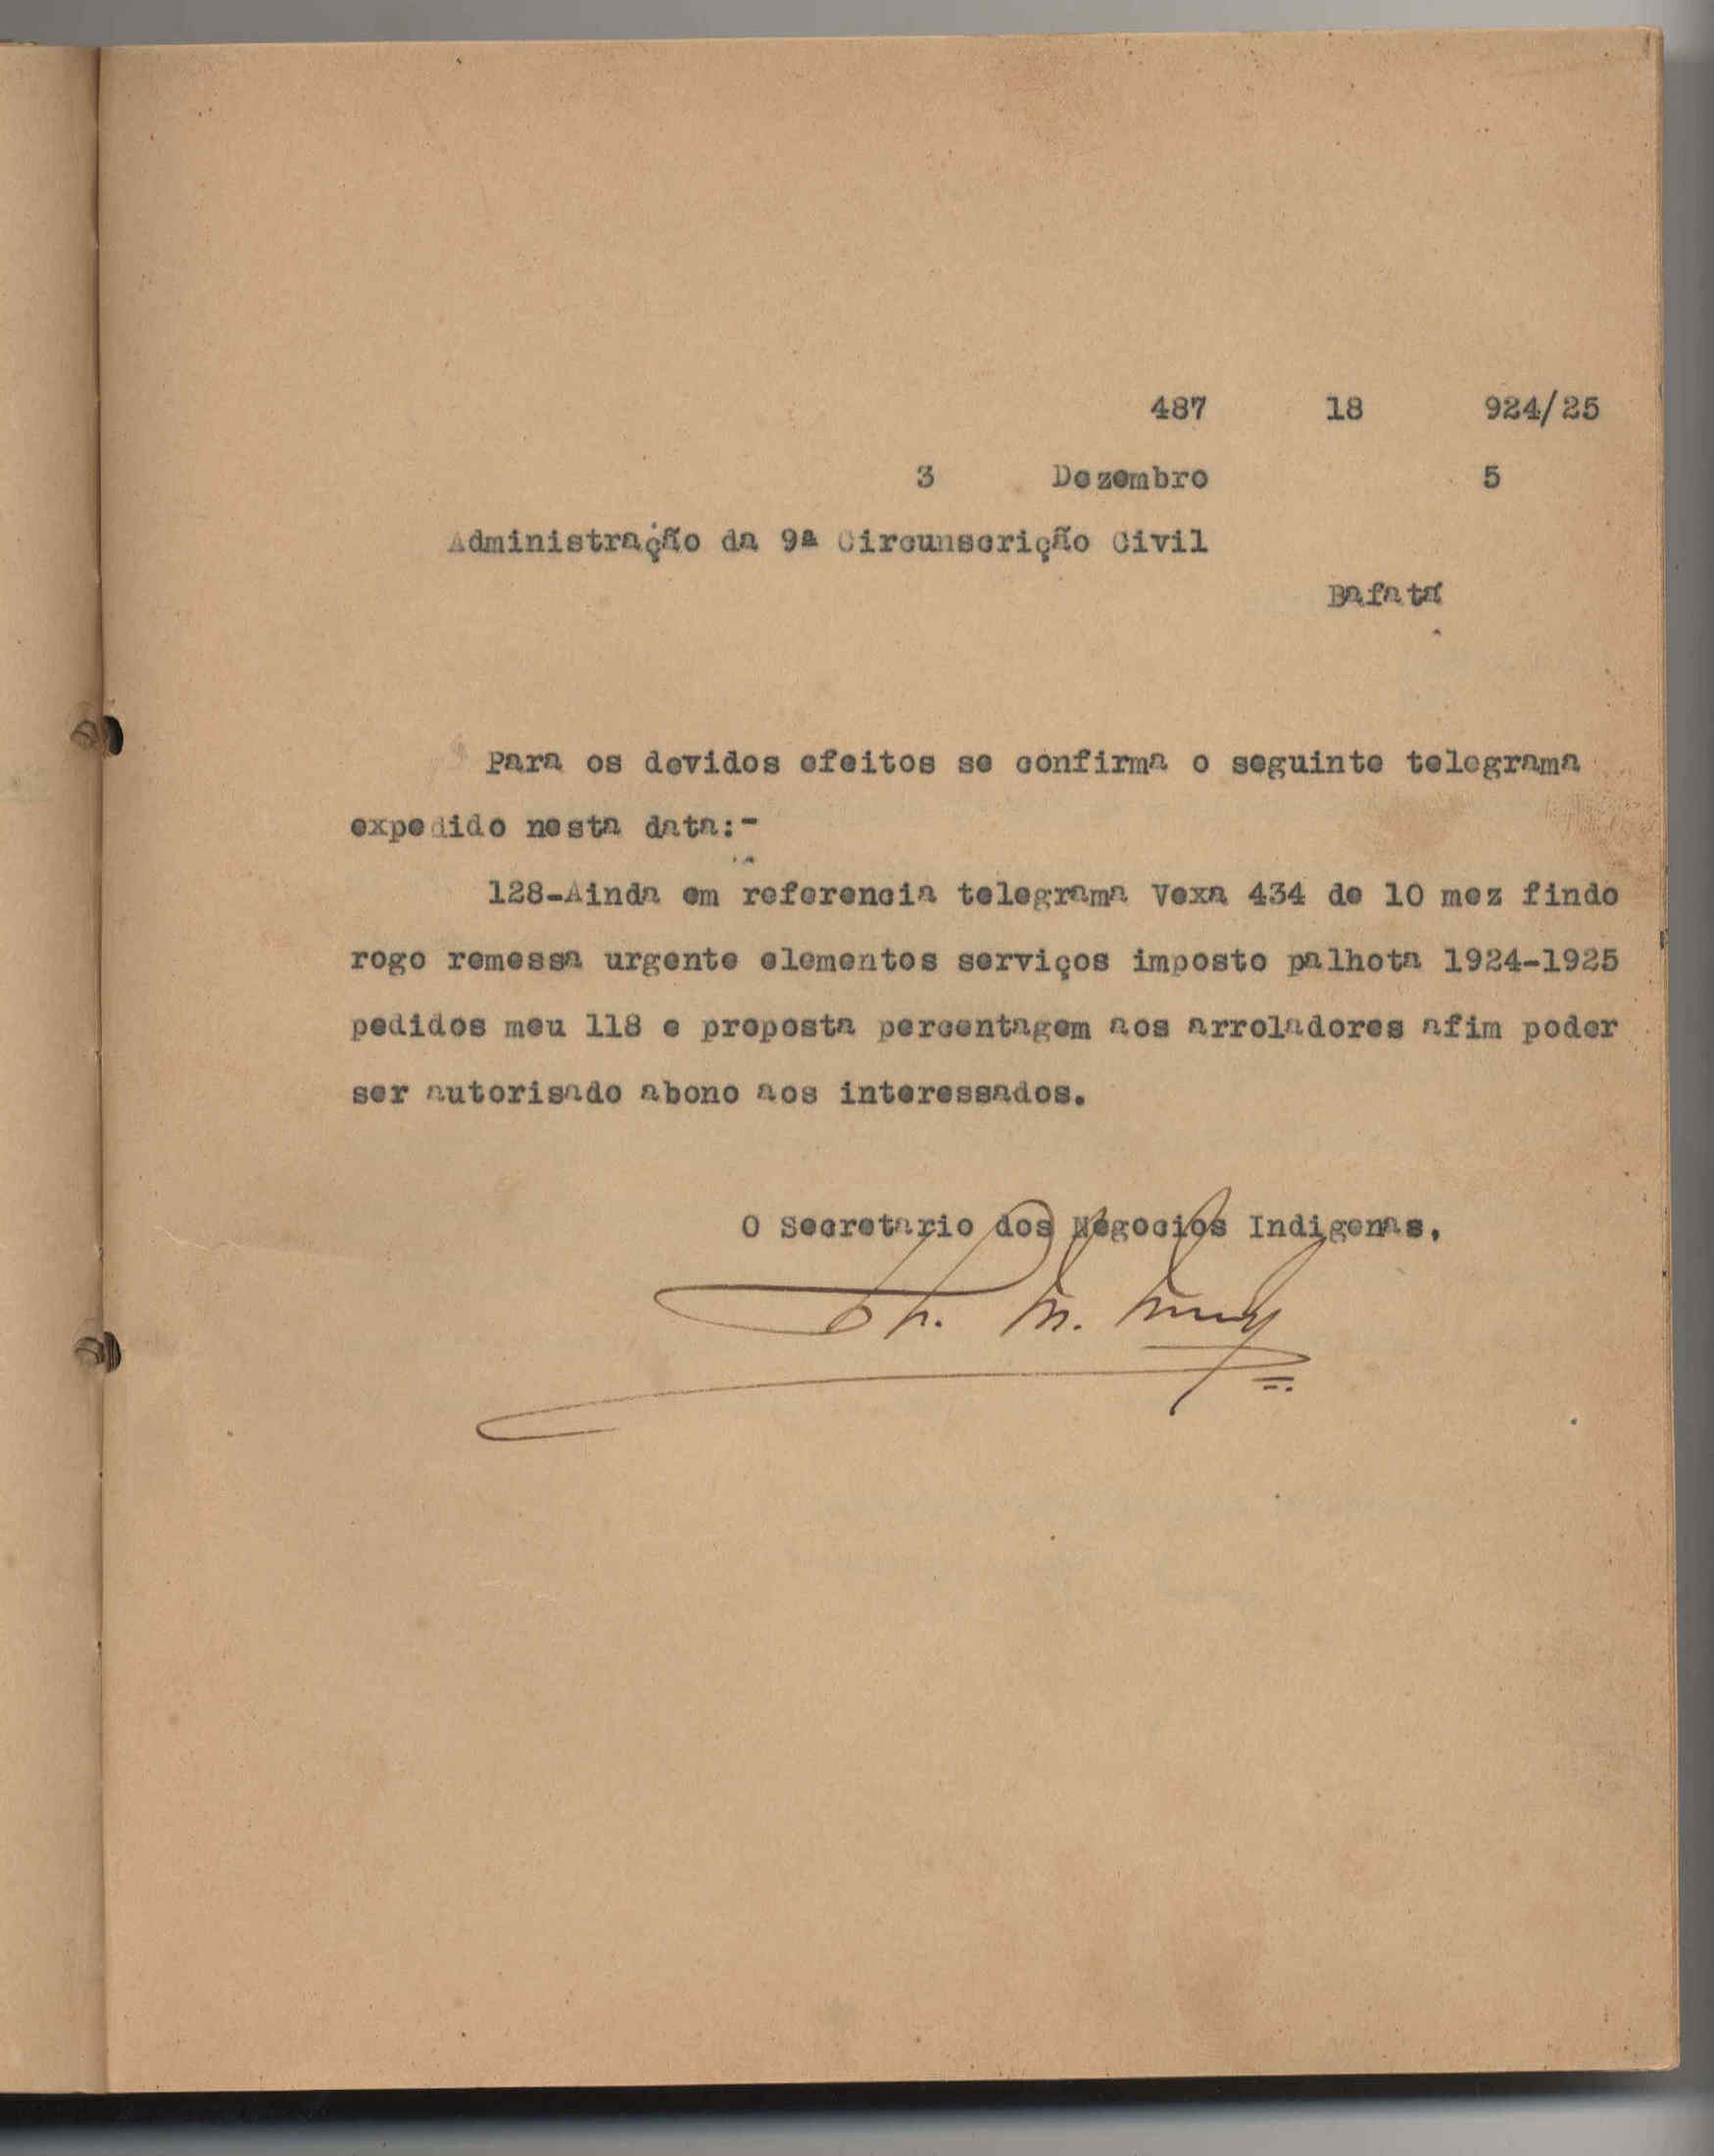 487 18 924/25
3 Dezembro 5
Administração da 9ª Circunscrição Civil
Bafatá
Para os devidos efeitos se confirma o seguinte telegrama
expedido nesta data:-
128-Ainda em referencia telegrama Vexa 434 de 10 mez findo
rogo remessa urgente elementos serviços imposto palhota 1924-1925
pedidos meu 118 e proposta percentagem aos arroladores afim poder
ser autorisado abono aos interessados.
O Secretario dos Negocios Indigenas,